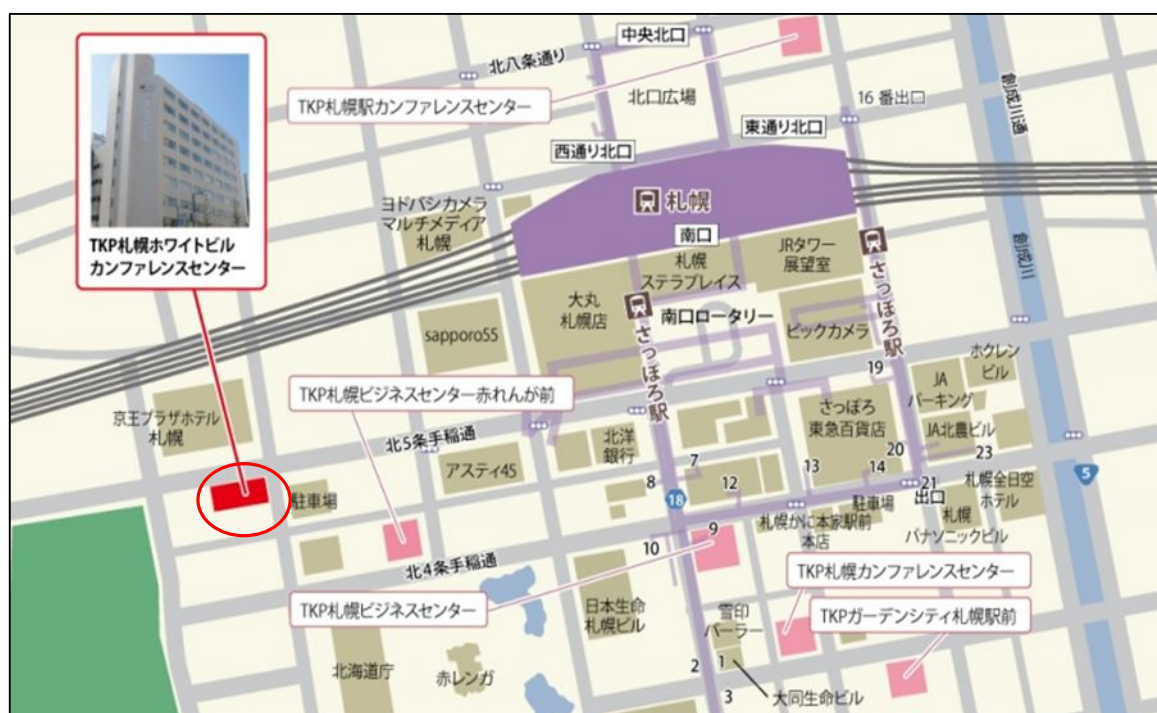 中央北口
北八条通り
TKP札幌駅カンファレンスセンター
北口広場
16 番出口
創成川通
西通り北口
東通り北口
TKP札幌ホワイトビル
カンファレンスセンター
ヨドバシカメラ
マルチメディア
札幌
札幌
南口
札幌
ステラプレイス
JRタワー
展望室
さっぽろ駅
創成川
大丸
札幌店
さっぽろ駅
南口ロータリー
ビックカメラ
sapporo55
19
ホクレン
ビル
JA
パーキング
TKP札幌ビジネスセンター赤れんが前
京王プラザホテル
札幌
北5条手稲通
北洋
銀行
さっぽろ
東急百貨店
JA北農ビル
20
23
アスティ45
7
8
12
13
14
18
21
出口
5
駐車場
駐車場
札幌全日空
ホテル
札幌
パナソニックビル
札幌かに本家駅前
本店
9
10
北4条手稲通
TKP札幌カンファレンスセンター
TKP札幌ビジネスセンター
日本生命
札幌ビル
雪印
パーラー
TKPガーデンシティ札幌駅前
北海道庁
赤レンガ
2
1
3
大同生命ビル